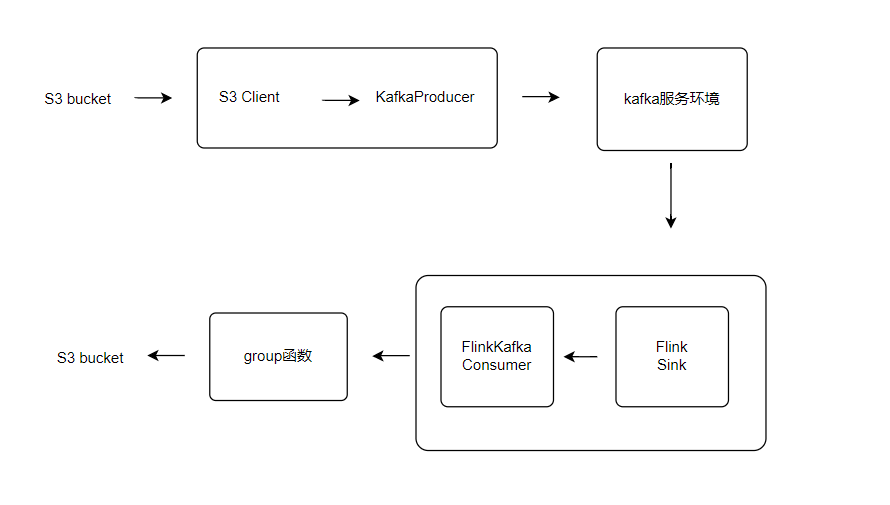 S3 bucket
S3 Client
KafkaProducer
kafka服务环境
FlinkKafka
Consumer
Flink
Sink
group函数
S3 bucket